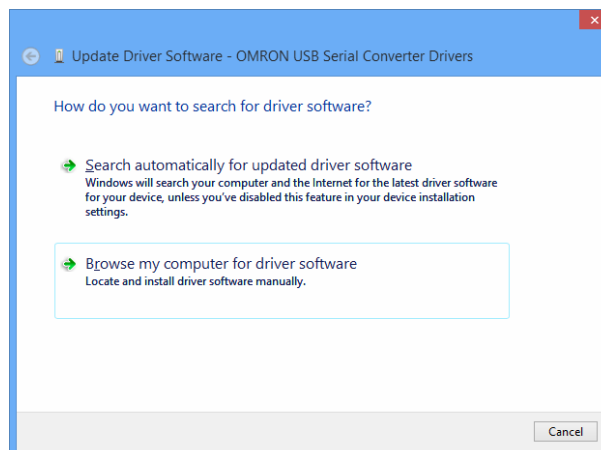 Update Driver Software - OMRON USB Serial Converter Drivers
How do you want to search for driver software?
Search automatically for updated driver software
Windows will search your computer and the Internet for the latest driver software
for your device, unless you've disabled this feature in your device installation
settings.
Browse my computer for driver software
Locate and install driver software manually.
Cancel